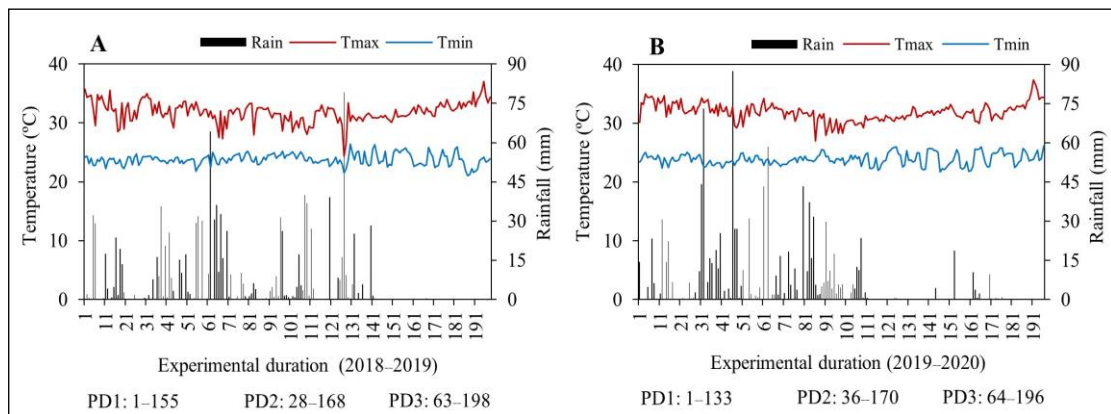 A
Rain Tmax Tmin
40 90
30 75
20 60
10 45
0 30
15
0
Temperature (ºC)
Rainfall (mm)
1 11 21 31 41 51 61 71 81 91 101 111 121 131 141 151 161 171 181 191
Experimental duration (2018–2019)
PD1: 1–155 PD2: 28–168 PD3: 63–198
B
Rain Tmax Tmin
40 90
30 75
20 60
10 45
0 30
15
0
Temperature (ºC)
Rainfall (mm)
1 11 21 31 41 51 61 71 81 91 101 111 121 131 141 151 161 171 181 191
Experimental duration (2019–2020)
PD1: 1–133 PD2: 36–170 PD3: 64–196